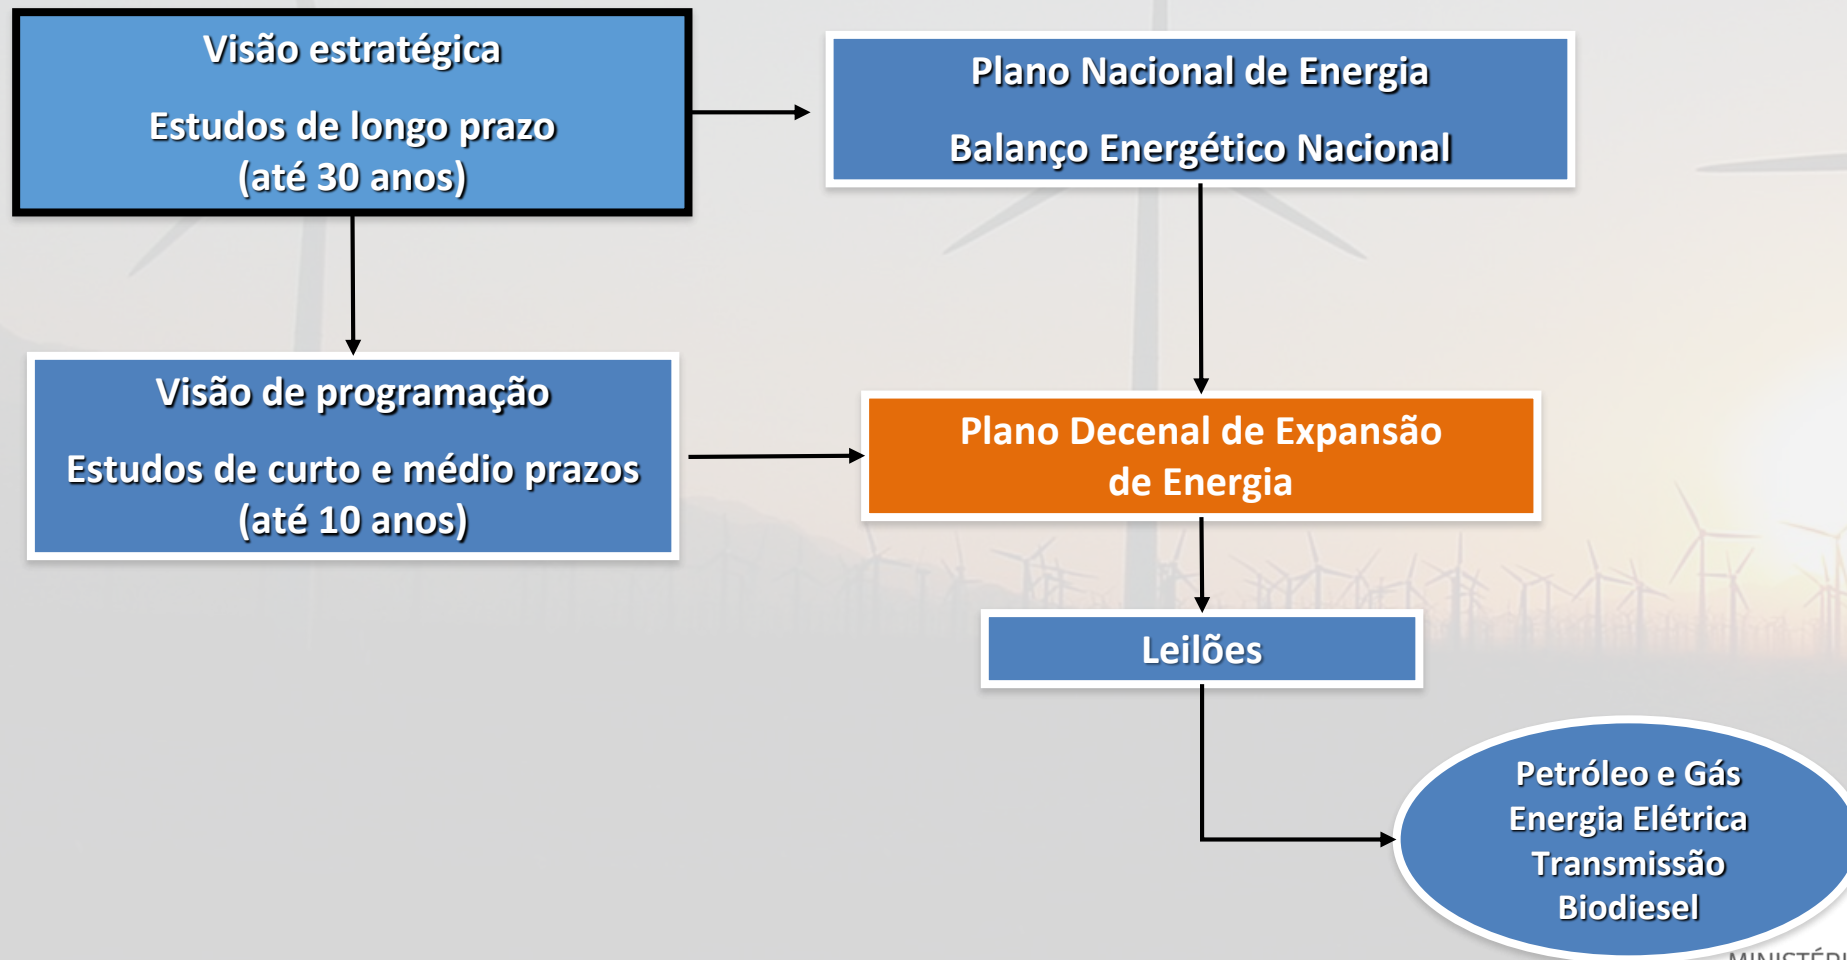 Visão estratégica
Estudos de longo prazo
(até 30 anos)
Plano Nacional de Energia
Balanço Energético Nacional
Visão de programação
Estudos de curto e médio prazos
(até 10 anos)
Plano Decenal de Expansão
de Energia
Leilões
Petróleo e Gás
Energia Elétrica
Transmissão
Biodiesel